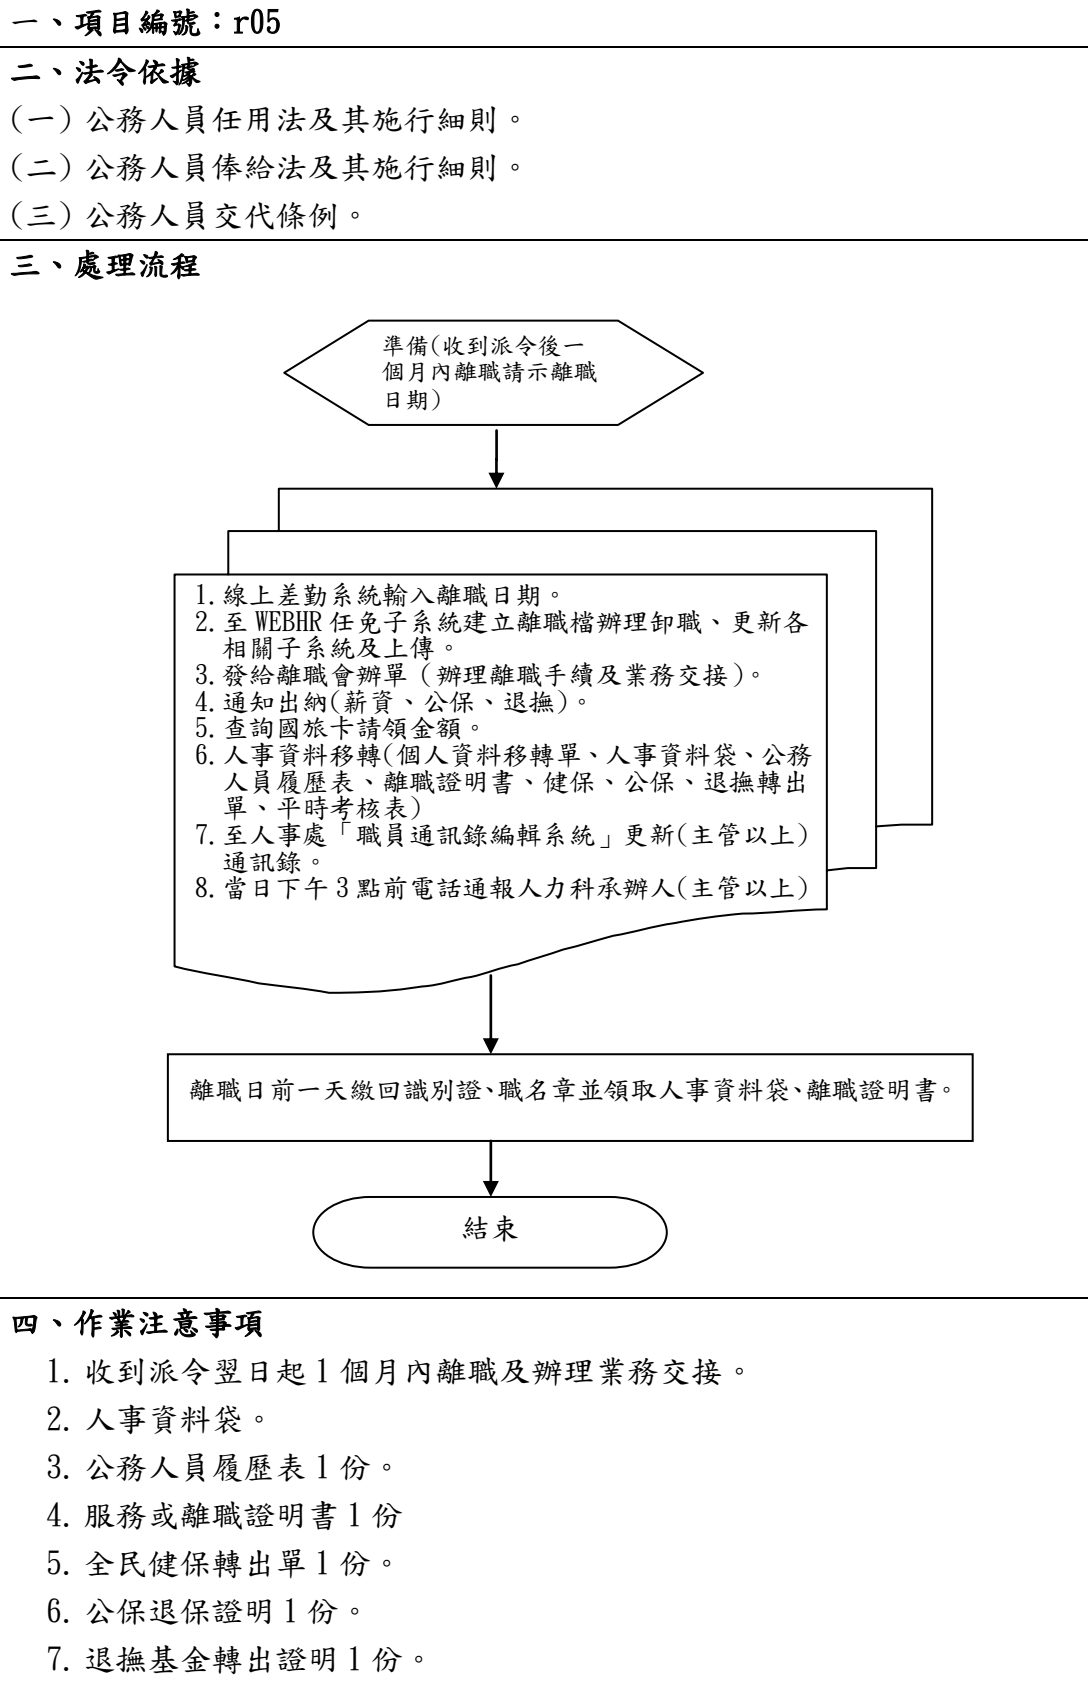 一、項目編號：r05
二、法令依據
(一)公務人員任用法及其施行細則。
(二)公務人員俸給法及其施行細則。
(三)公務人員交代條例。
三、處理流程
準備(收到派令後一
個月內離職請示離職
日期)
1.線上差勤系統輸入離職日期。
2.至 WEBHR 任免子系統建立離職檔辦理卸職、更新各
相關子系統及上傳。
3.發給離職會辦單（辦理離職手續及業務交接)。
4.通知出納(薪資、公保、退撫)。
5.查詢國旅卡請領金額。
6.人事資料移轉(個人資料移轉單、人事資料袋、公務
人員履歷表、離職證明書、健保、公保、退撫轉出
單、平時考核表)
7.至人事處「職員通訊錄編輯系統」更新(主管以上)
通訊錄。
8.當日下午 3 點前電話通報人力科承辦人(主管以上)
離職日前一天繳回識別證、職名章並領取人事資料袋、離職證明書。
結束
四、作業注意事項
1. 收到派令翌日起 1 個月內離職及辦理業務交接。
2. 人事資料袋。
3. 公務人員履歷表 1 份。
4. 服務或離職證明書 1 份
5. 全民健保轉出單 1 份。
6. 公保退保證明 1 份。
7. 退撫基金轉出證明 1 份。